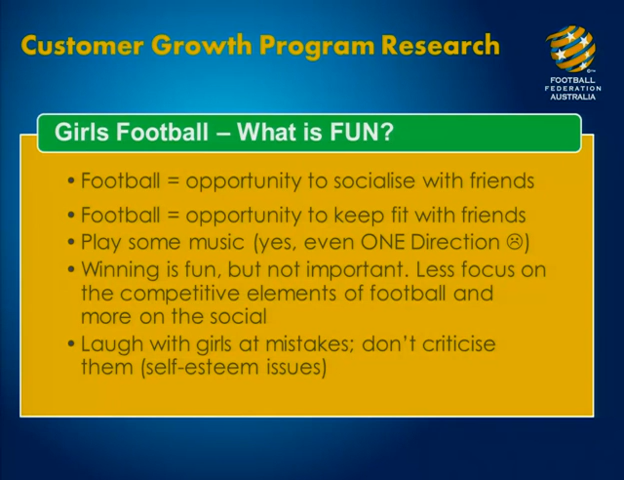 Customer Growth Program Research
FOOTBALL
FEDERATION
AUSTRALIA
Girls Football – What is FUN?
• Football = opportunity to socialise with friends
• Football = opportunity to keep fit with friends
• Play some music (yes, even ONE Direction ☹)
• Winning is fun, but not important. Less focus on
the competitive elements of football and
more on the social
• Laugh with girls at mistakes; don't criticise
them (self-esteem issues)